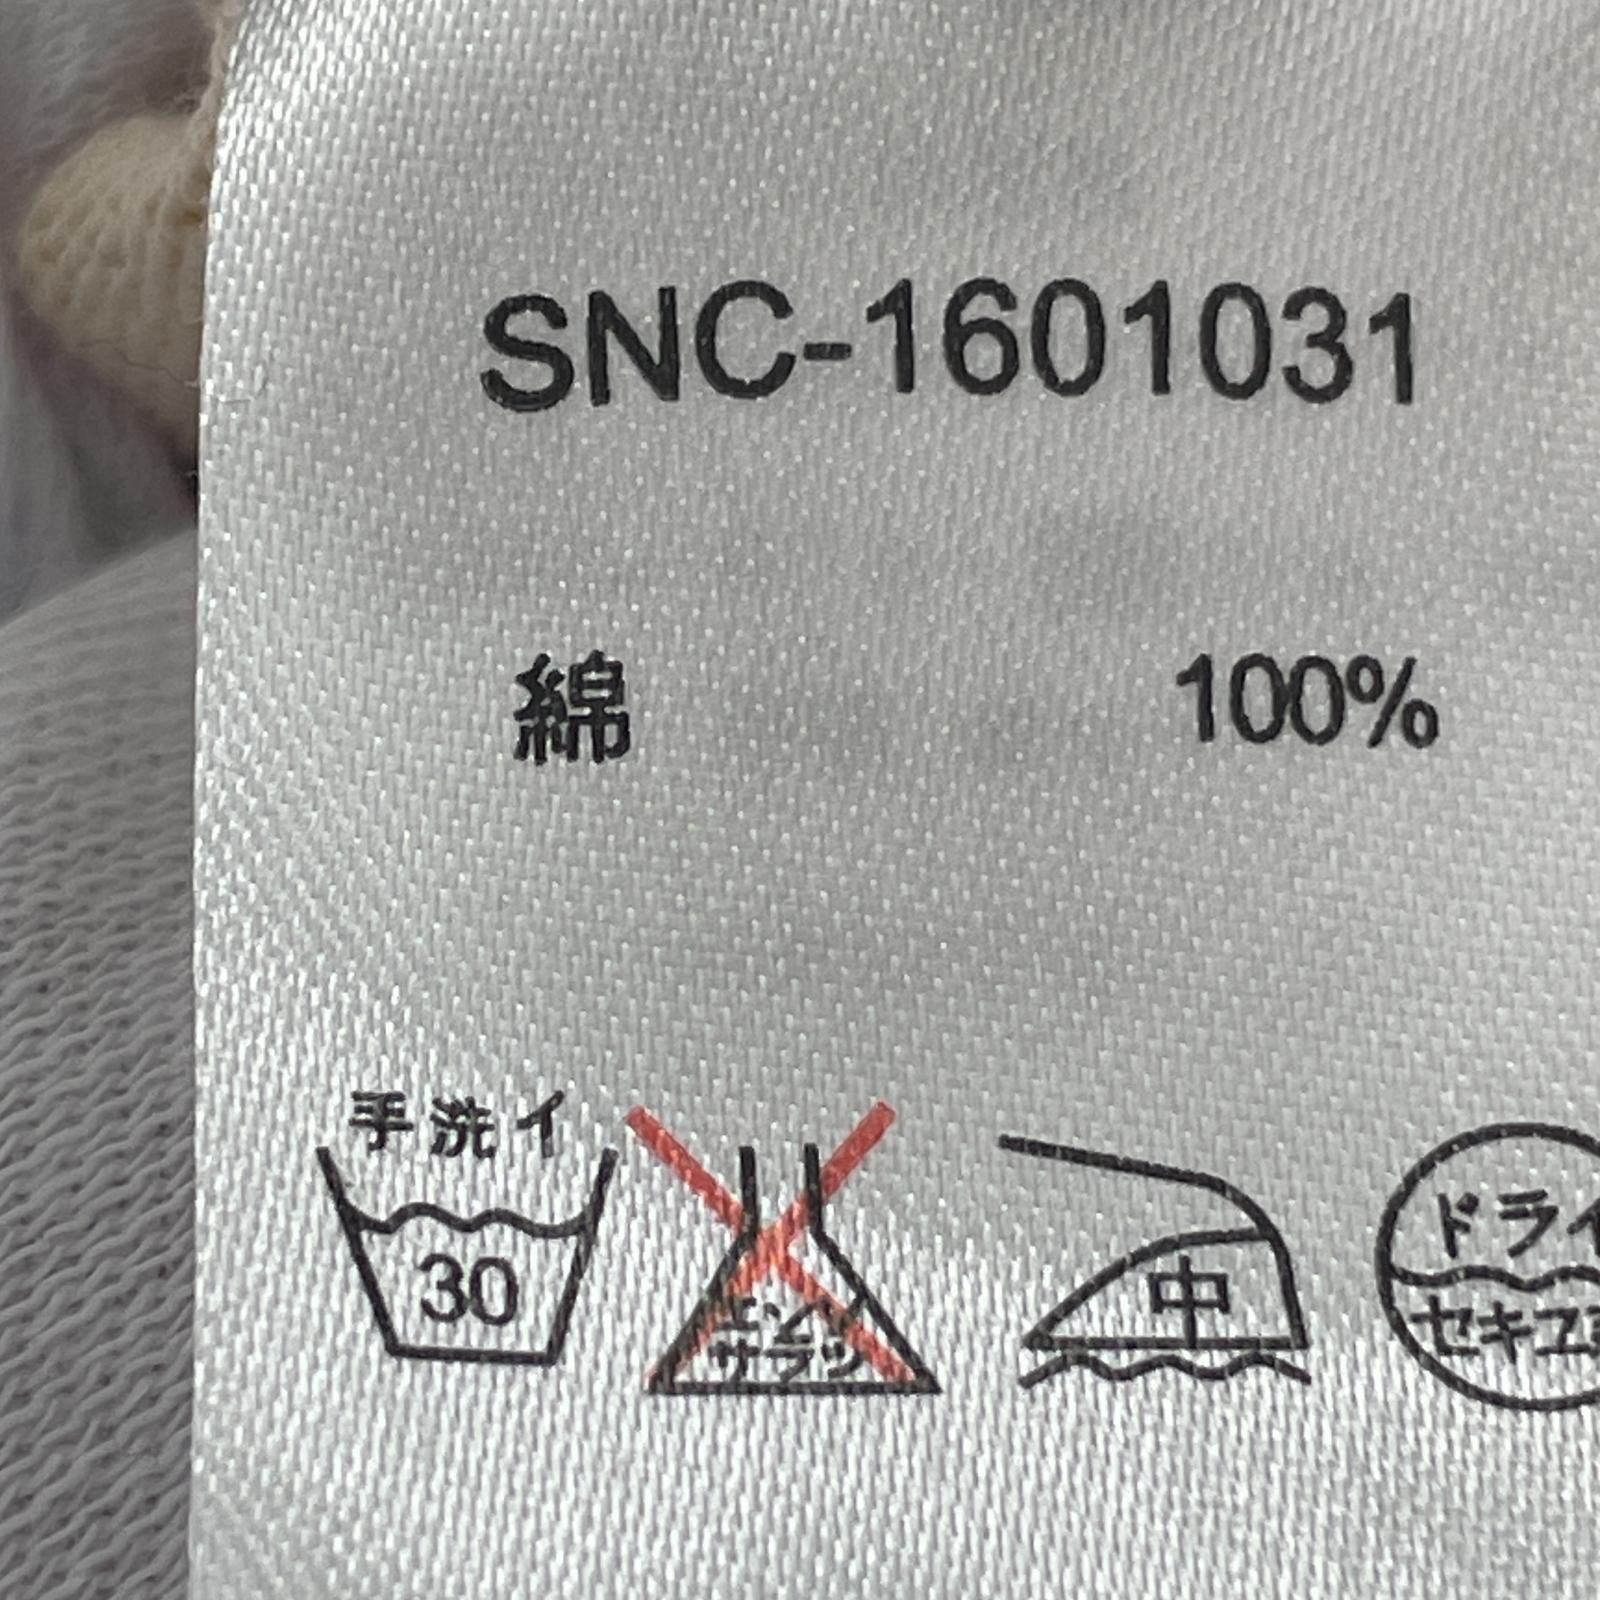 SNC-1601031
綿 100%
手洗イ
30
エンソ
サラシ
中
ドライ
セキユ